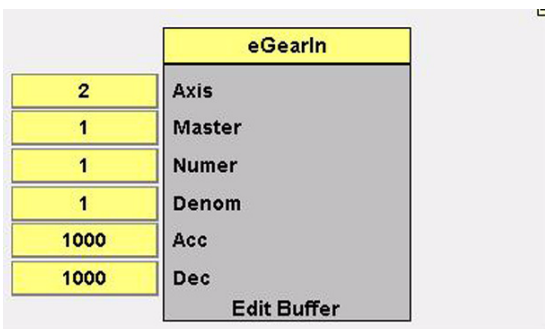 eGearIn
2 Axis
1 Master
1 Numer
1 Denom
1000 Acc
1000 Dec
Edit Buffer